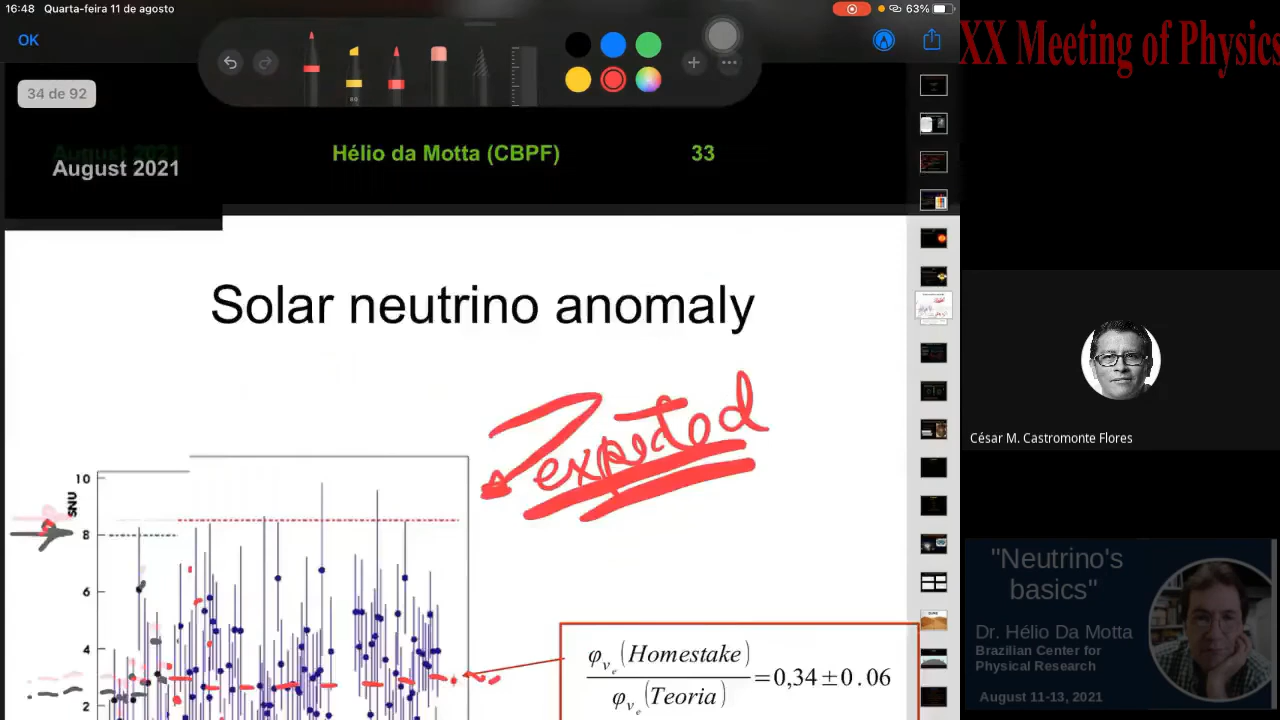 16:48 Quarta-feira 11 de agosto
63%
OK
XX Meeting of Physics
80
34 de 92
August 2021
Hélio da Motta (CBPF)
33
Solar neutrino anomaly
expected
10
SNU
8
6
4
2
φνe (Homestake)
φνe (Teoria)
=0,34±0.06
César M. Castromonte Flores
"Neutrino's
basics"
Dr. Hélio Da Motta
Brazilian Center for
Physical Research
August 11-13, 2021